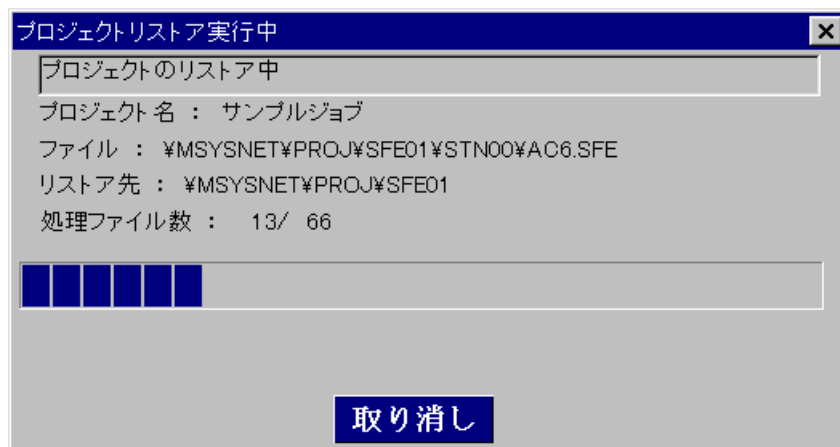 プロジェクトリストア実行中
プロジェクトのリストア中
プロジェクト名 : サンプルジョブ
ファイル : ¥MSYSNET¥PROJ¥SFE01¥STN00¥AC6.SFE
リストア先 : ¥MSYSNET¥PROJ¥SFE01
処理ファイル数 : 13/ 66
取り消し